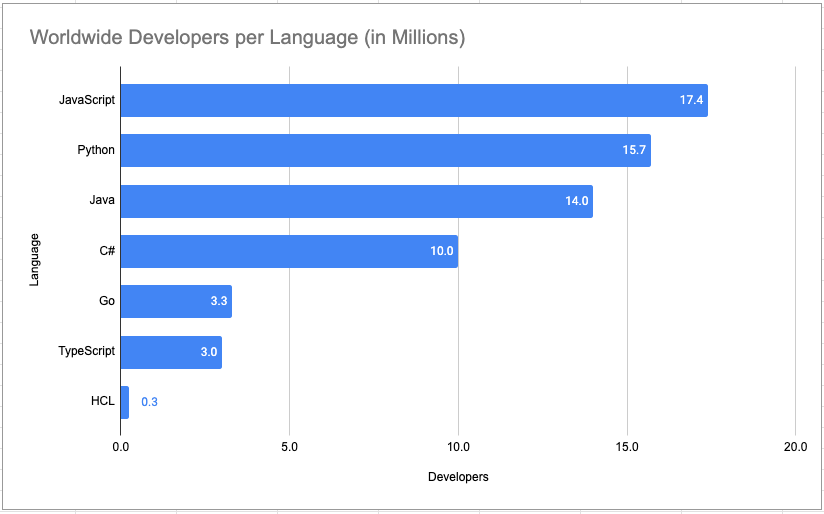 Worldwide Developers per Language (in Millions)
Language
JavaScript 17.4
Python 15.7
Java 14.0
C# 10.0
Go 3.3
TypeScript 3.0
HCL 0.3
0.0 5.0 10.0 15.0 20.0
Developers